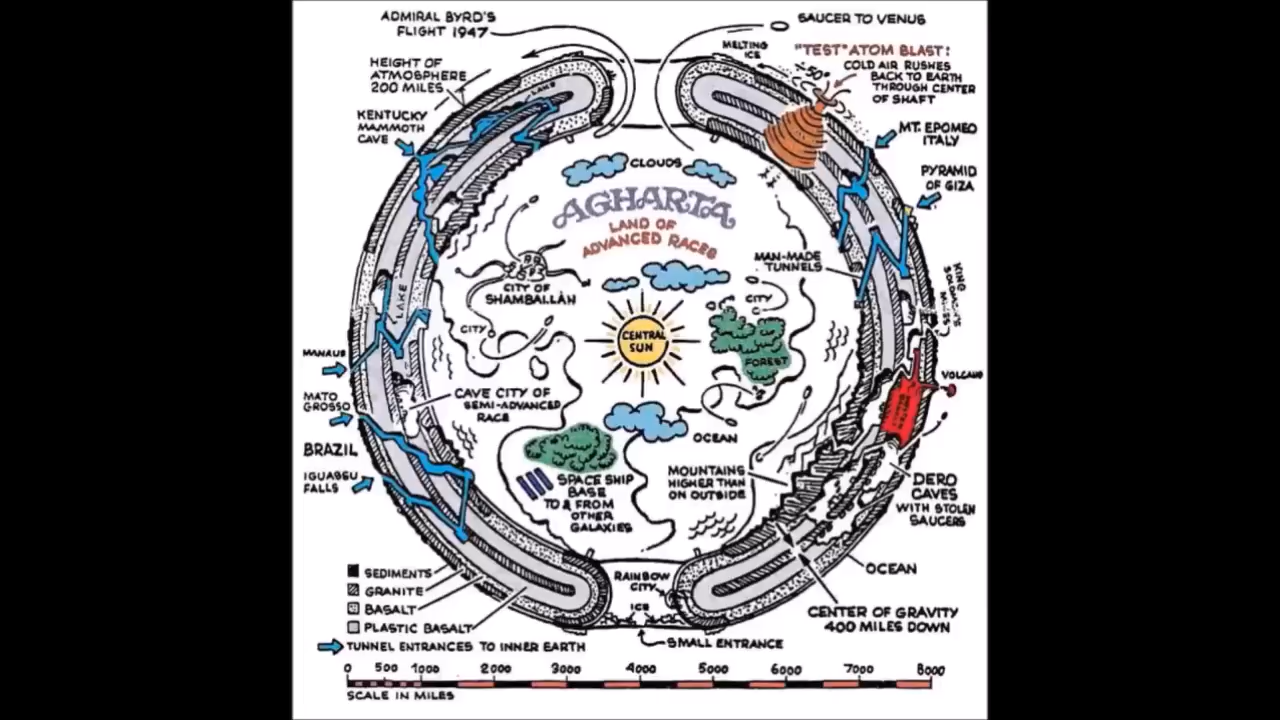 ADMIRAL BYRD'S
FLIGHT 1947
SAUCER TO VENUS
MELTING
ICE
"TEST" ATOM BLAST:
COLD AIR RUSHES
BACK TO EARTH
THROUGH CENTER
OF SHAFT
-50°
HEIGHT OF
ATMOSPHERE
200 MILES
LAKE
KENTUCKY
MAMMOTH
CAVE
MT. EPOMEO
ITALY
PYRAMID
OF GIZA
CLOUDS
AGHARTA
LAND OF
ADVANCED RACES
MAN-MADE
TUNNELS
KING
SOLOMON'S
MINES
CITY OF
SHAMBALLAH
CITY
LAKE
CITY
CENTRAL
SUN
FOREST
MANAUS
VOLCANO
MATO
GROSSO
CAVE CITY OF
SEMI-ADVANCED
RACE
OCEAN
BRAZIL
IGUASSU
FALLS
SPACE SHIP
BASE
TO & FROM
OTHER
GALAXIES
MOUNTAINS
HIGHER THAN
ON OUTSIDE
DERO
CAVES
WITH STOLEN
SAUCERS
OCEAN
RAINBOW
CITY
ICE
SMALL ENTRANCE
CENTER OF GRAVITY
400 MILES DOWN
SEDIMENTS
GRANITE
BASALT
PLASTIC BASALT
TUNNEL ENTRANCES TO INNER EARTH
0 500 1000 2000 3000 4000 5000 6000 7000 8000
SCALE IN MILES